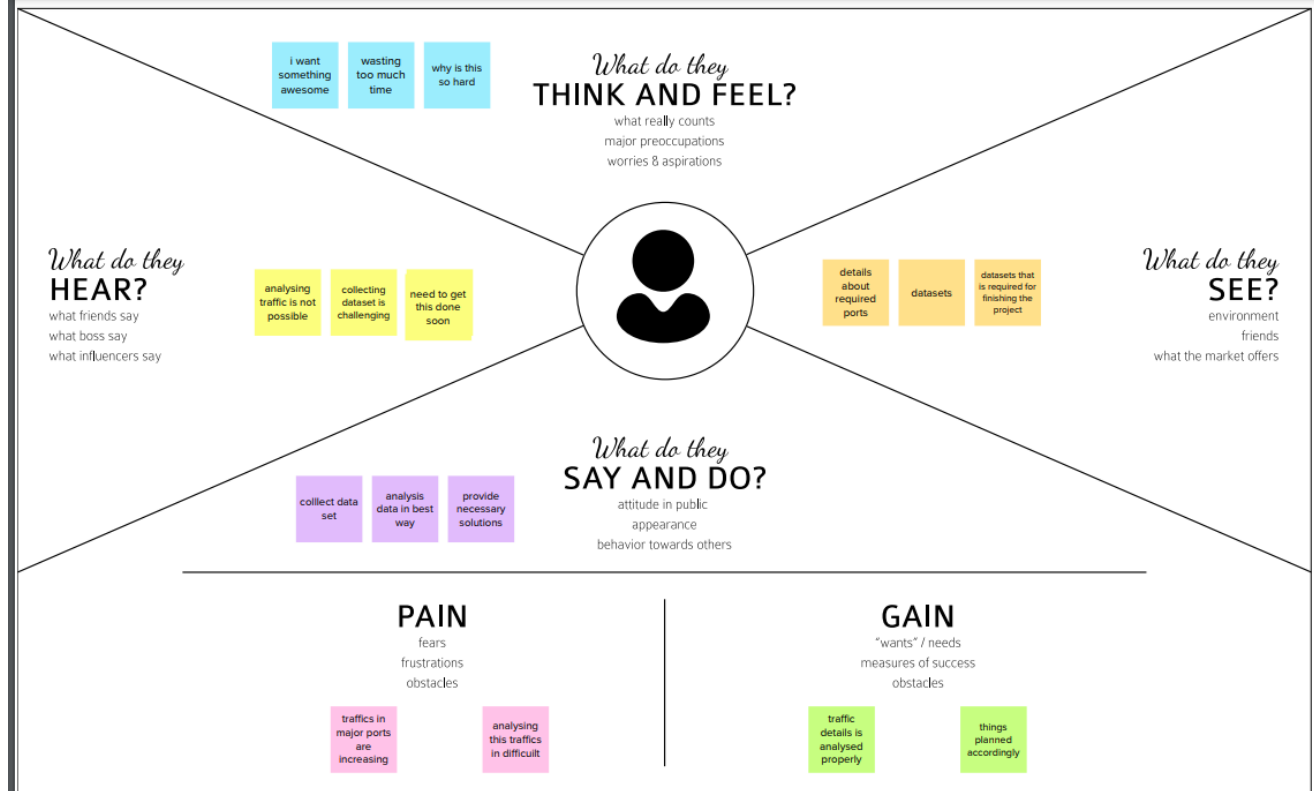 i want
something
awesome
wasting
too much
time
why is this
so hard
What do they
THINK AND FEEL?
what really counts
major preoccupations
worries & aspirations
What do they
HEAR?
what friends say
what boss say
what influencers say
analysing
traffic is not
possible
collecting
dataset is
challenging
need to get
this done
soon
details
about
required
ports
datasets
datasets that
is required for
finishing the
project
What do they
SEE?
environment
friends
what the market offers
What do they
SAY AND DO?
attitude in public
appearance
behavior towards others
colllect data
set
analysis
data in best
way
provide
necessary
solutions
PAIN
fears
frustrations
obstacles
traffics in
major ports
are
increasing
analysing
this traffics
in difficuilt
GAIN
"wants" / needs
measures of success
obstacles
traffic
details is
analysed
properly
things
planned
accordingly